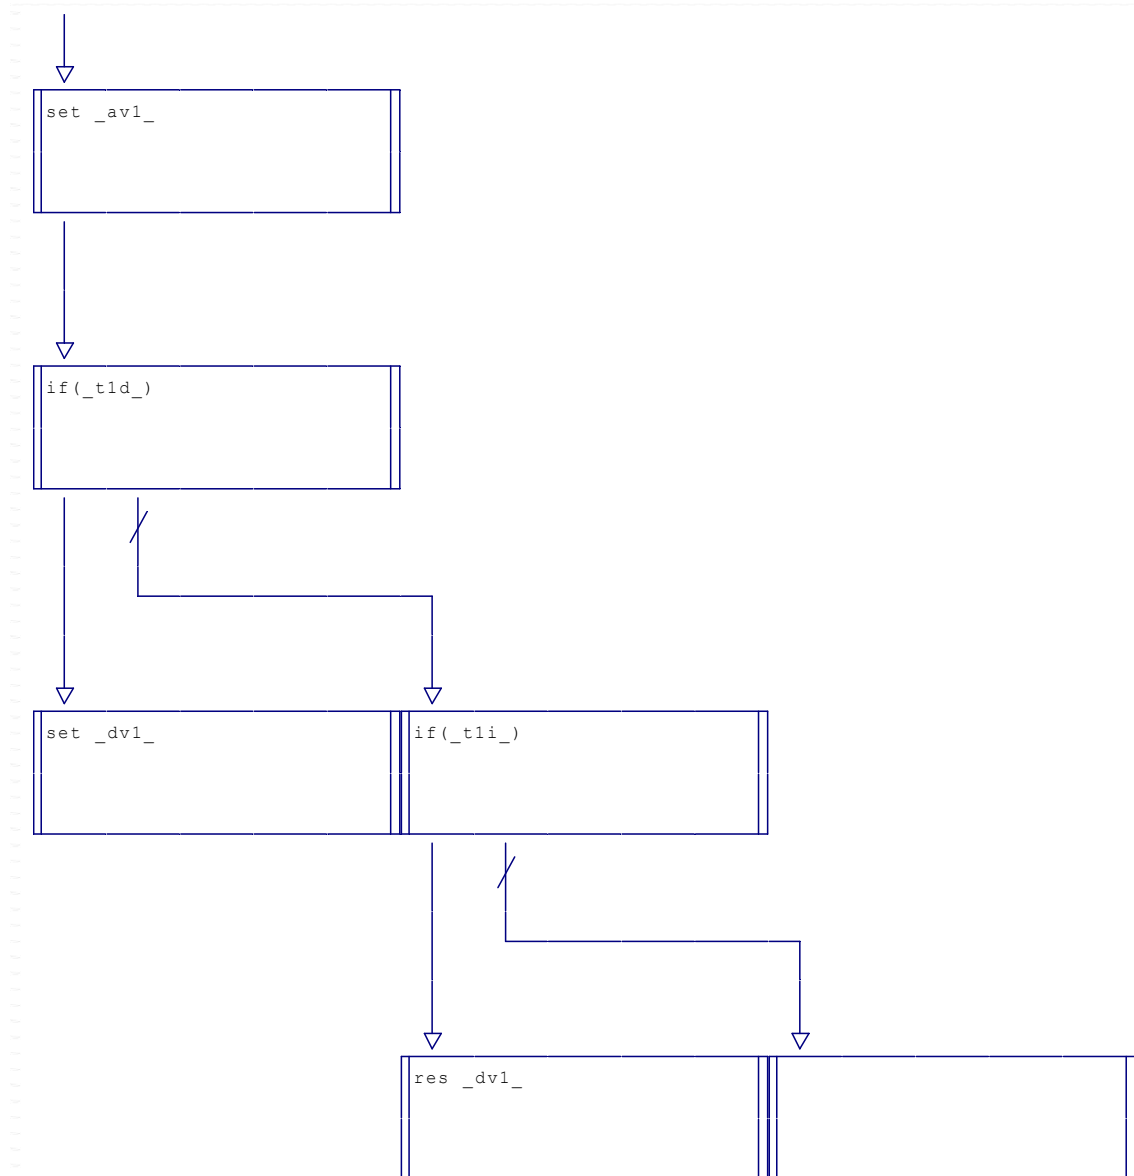 set _av1_
if(_t1d_)
set _dv1_
if(_t1i_)
res _dv1_